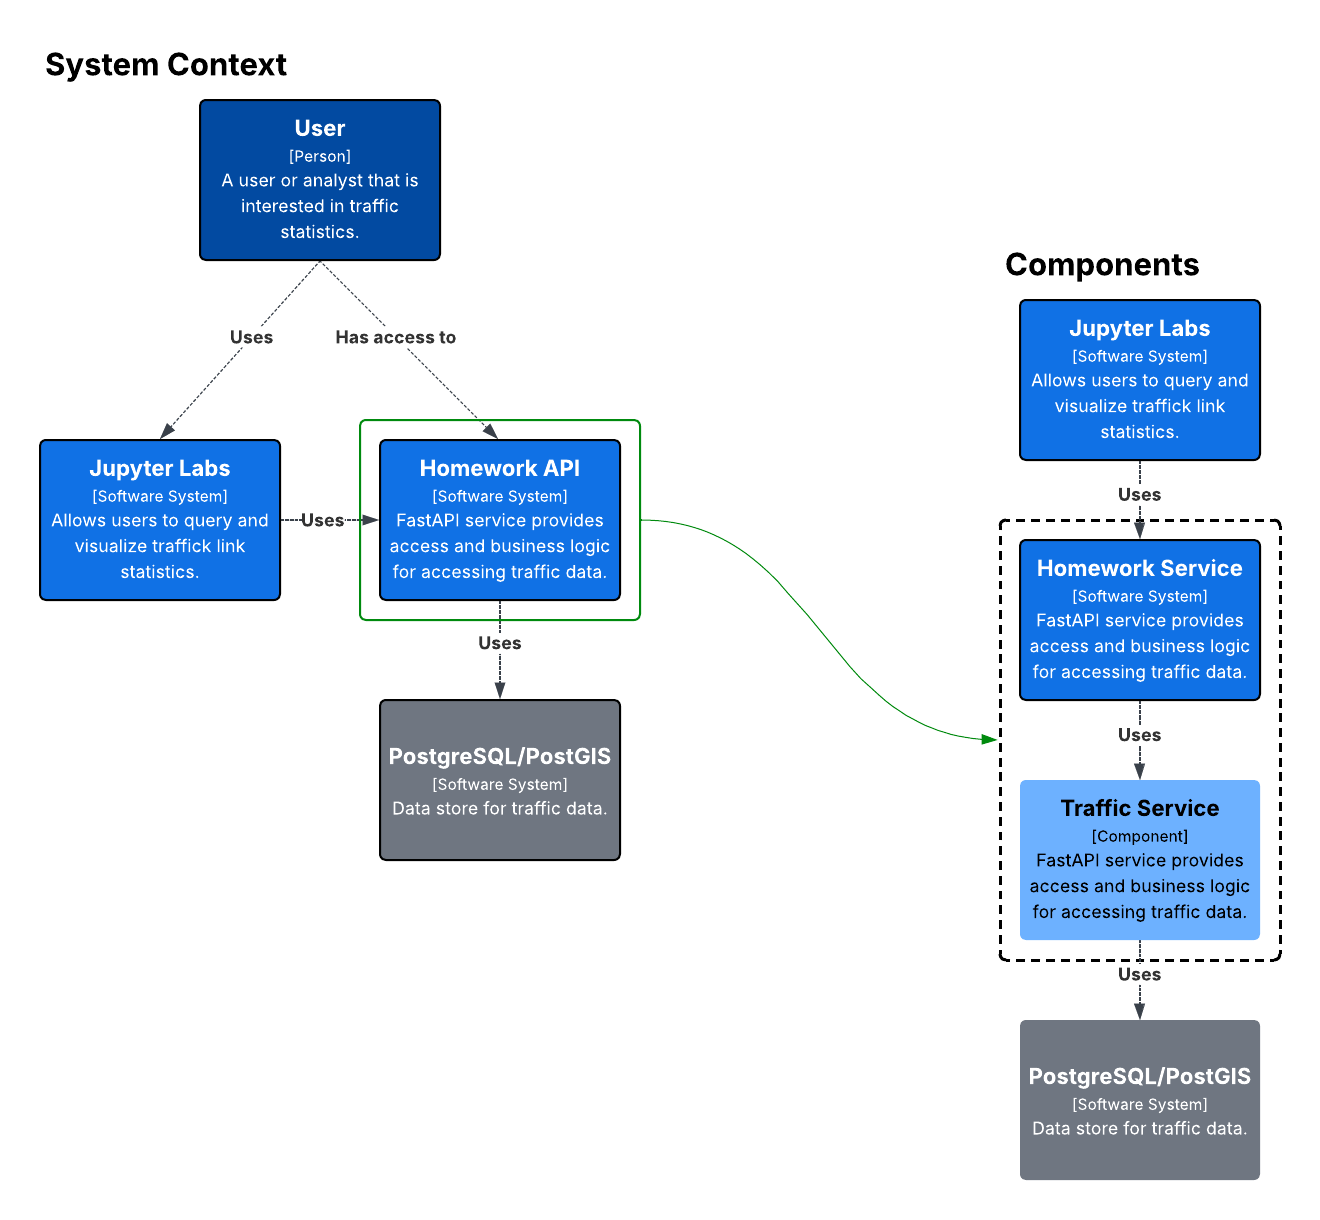 System Context
User
[Person]
A user or analyst that is
interested in traffic
statistics.
Uses
Has access to
Jupyter Labs
[Software System]
Allows users to query and
visualize traffick link
statistics.
Uses
Homework API
[Software System]
FastAPI service provides
access and business logic
for accessing traffic data.
Uses
PostgreSQL/PostGIS
[Software System]
Data store for traffic data.
Components
Jupyter Labs
[Software System]
Allows users to query and
visualize traffick link
statistics.
Uses
Homework Service
[Software System]
FastAPI service provides
access and business logic
for accessing traffic data.
Uses
Traffic Service
[Component]
FastAPI service provides
access and business logic
for accessing traffic data.
Uses
PostgreSQL/PostGIS
[Software System]
Data store for traffic data.